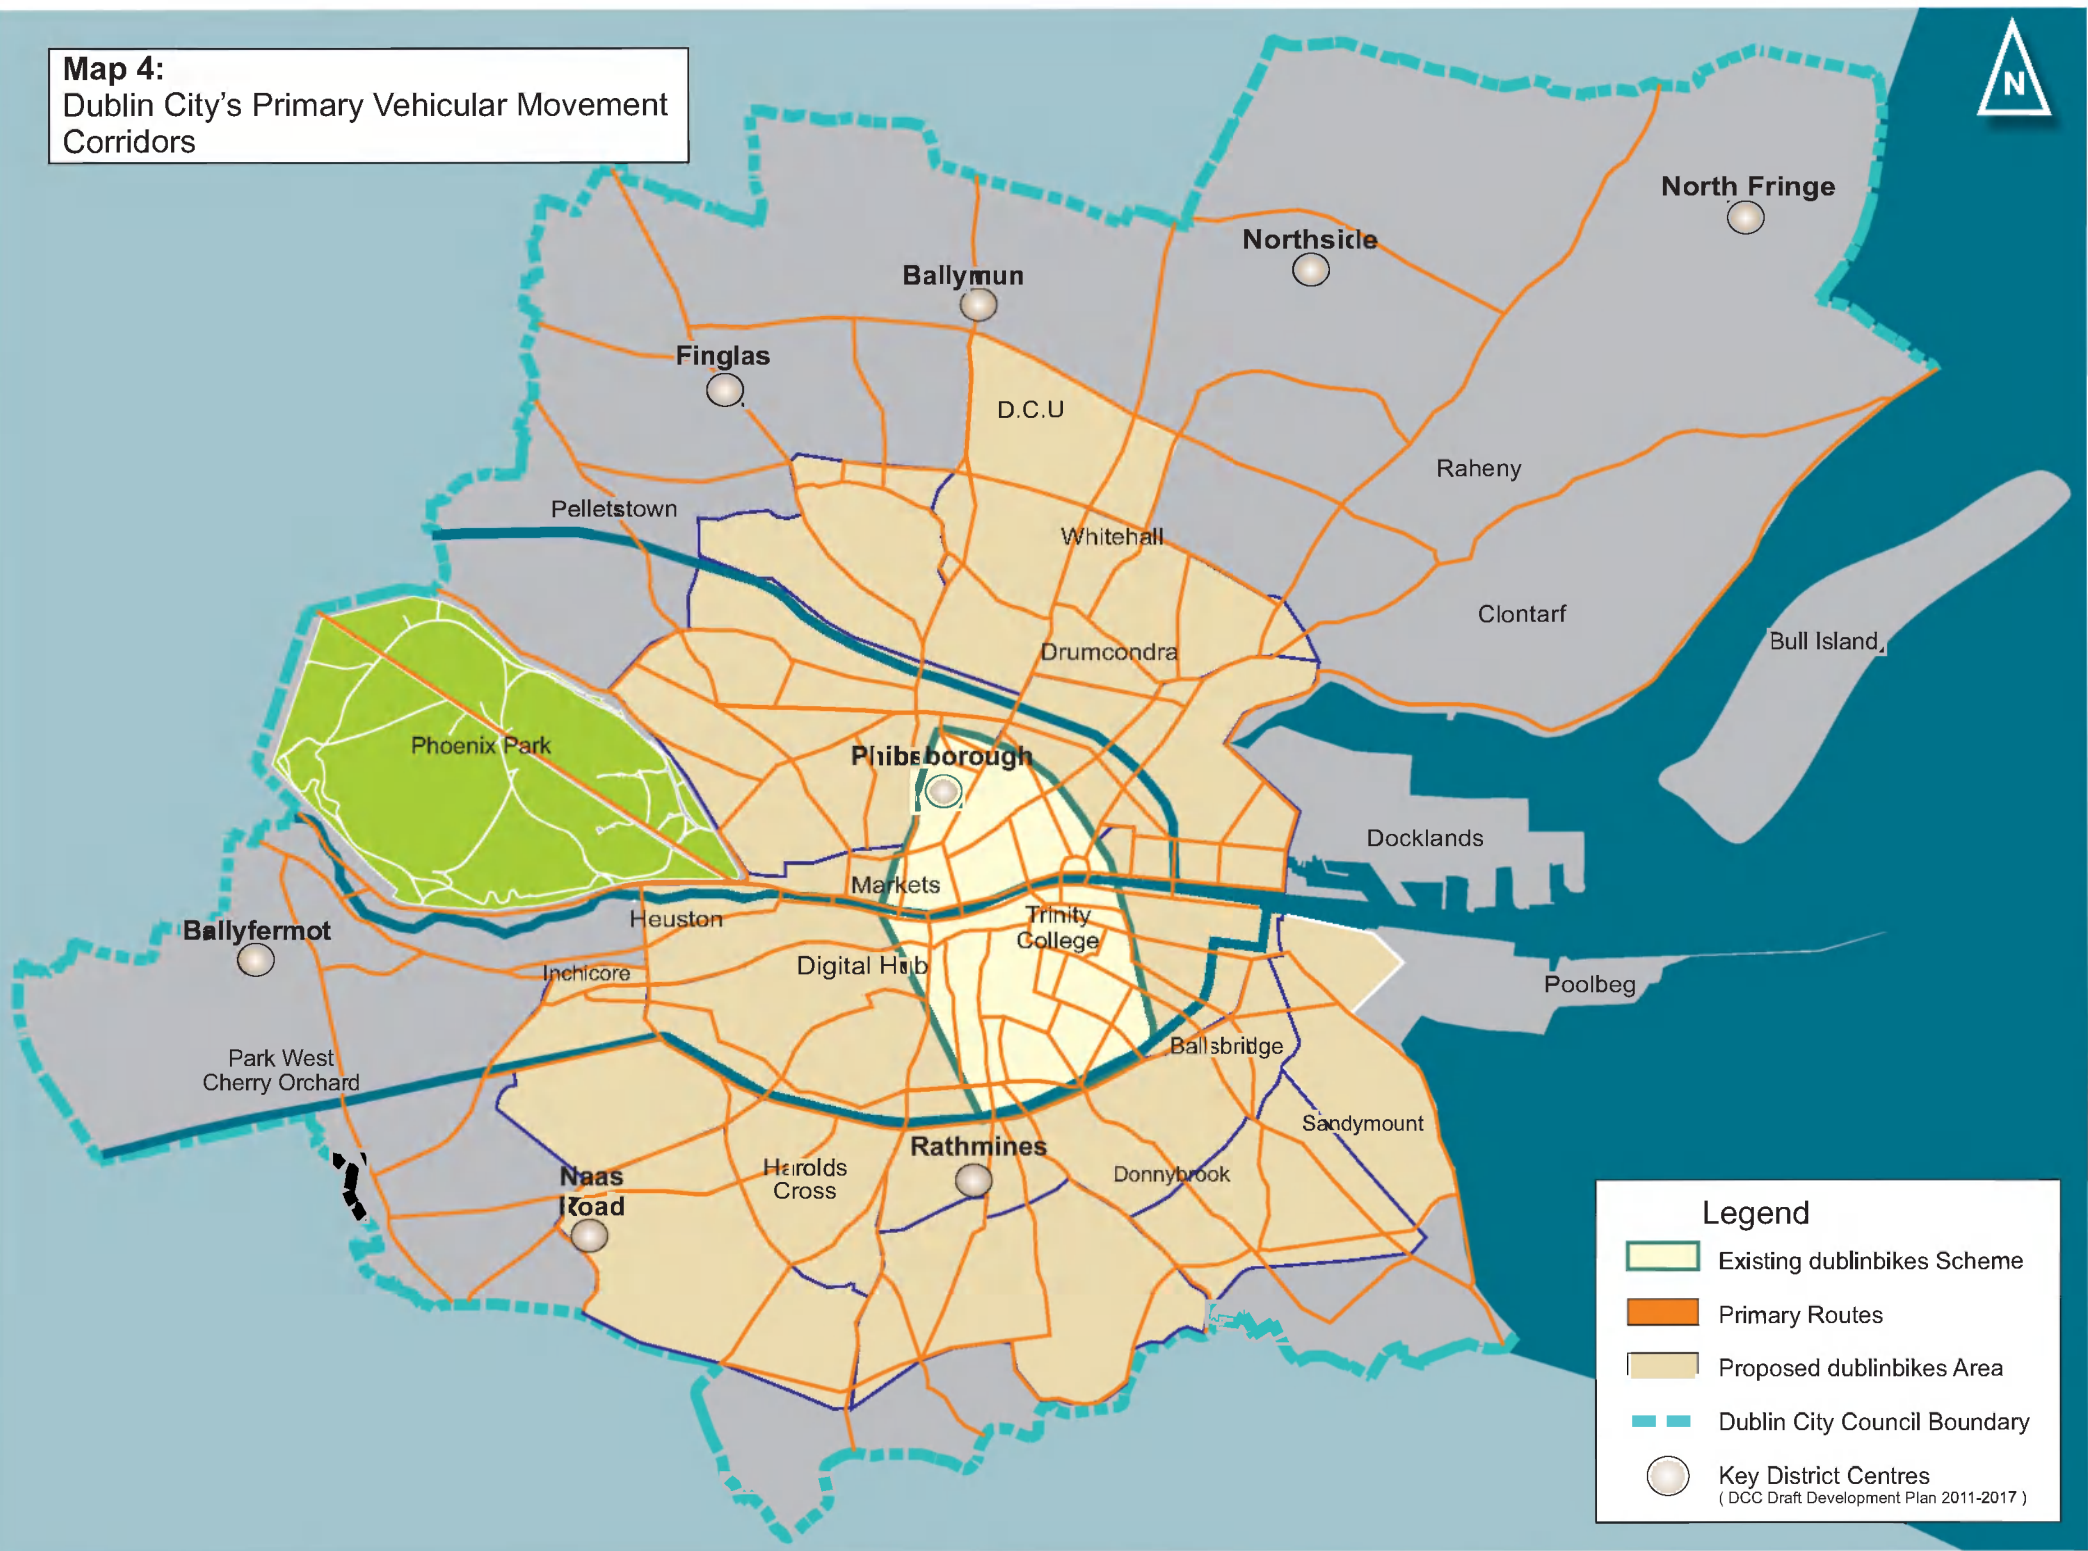 Map 4:
Dublin City's Primary Vehicular Movement
Corridors
N
North Fringe
Northside
Ballymun
Finglas
D.C.U
Raheny
Pelletstown
Whitehall
Clontarf
Bull Island
Drumcondra
Phoenix Park
Phibsborough
Docklands
Markets
Heuston
Trinity
College
Ballyfermot
Inchicore
Digital Hub
Poolbeg
Park West
Cherry Orchard
Ballsbridge
Sandymount
Rathmines
Harolds
Cross
Donnybrook
Naas
Road
Legend
Existing dublinbikes Scheme
Primary Routes
Proposed dublinbikes Area
Dublin City Council Boundary
Key District Centres
( DCC Draft Development Plan 2011-2017 )